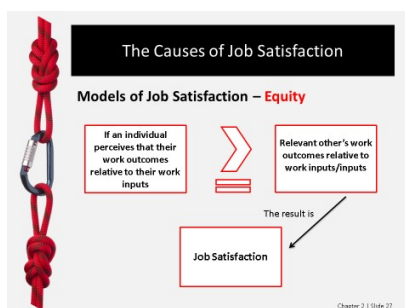 The Causes of Job Satisfaction
Models of Job Satisfaction – Equity
If an individual
perceives that their
work outcomes
relative to their work
inputs
Relevant other's work
outcomes relative to
work inputs/inputs
The result is
Job Satisfaction
Chapter 2 | Slide 27